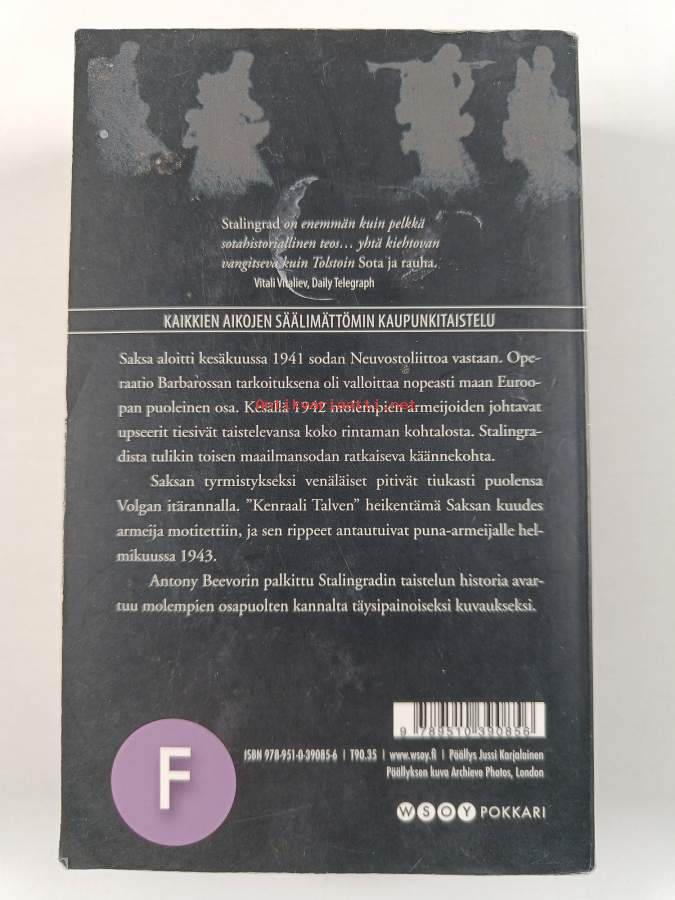 Stalingrad on enemmän kuin pelkkä
sotahistoriallinen teos... yhtä kiehtovan
vangitseva kuin Tolstoin Sota ja rauha.
Vitali Vitaliev, Daily Telegraph
KAIKKIEN AIKOJEN SÄÄLIMÄTTÖMIN KAUPUNKITAISTELU
Saksa aloitti kesäkuussa 1941 sodan Neuvostoliittoa vastaan. Ope-
raatio Barbarossan tarkoituksena oli valloittaa nopeasti maan Euroo-
pan puoleinen osa. Kesällä 1942 molempien armeijoiden johtavat
Antikvariaatti.net
upseerit tiesivät taistelevansa koko rintaman kohtalosta. Stalingra-
dista tulikin toisen maailmansodan ratkaiseva käännekohta.
Saksan tyrmistykseksi venäläiset pitivät tiukasti puolensa
Volgan itärannalla. "Kenraali Talven" heikentämä Saksan kuudes
armeija motitettiin, ja sen rippeet antautuivat puna-armeijalle hel-
mikuussa 1943.
Antony Beevorin palkittu Stalingradin taistelun historia avar-
tuu molempien osapuolten kannalta täysipainoiseksi kuvaukseksi.
9 789510 390856
ISBN 978-951-0-39085-6 | T90.35 | www.wsoy.fi | Päällys Jussi Karjalainen
Päällyksen kuva Archieve Photos, London
F
WSOY POKKARI